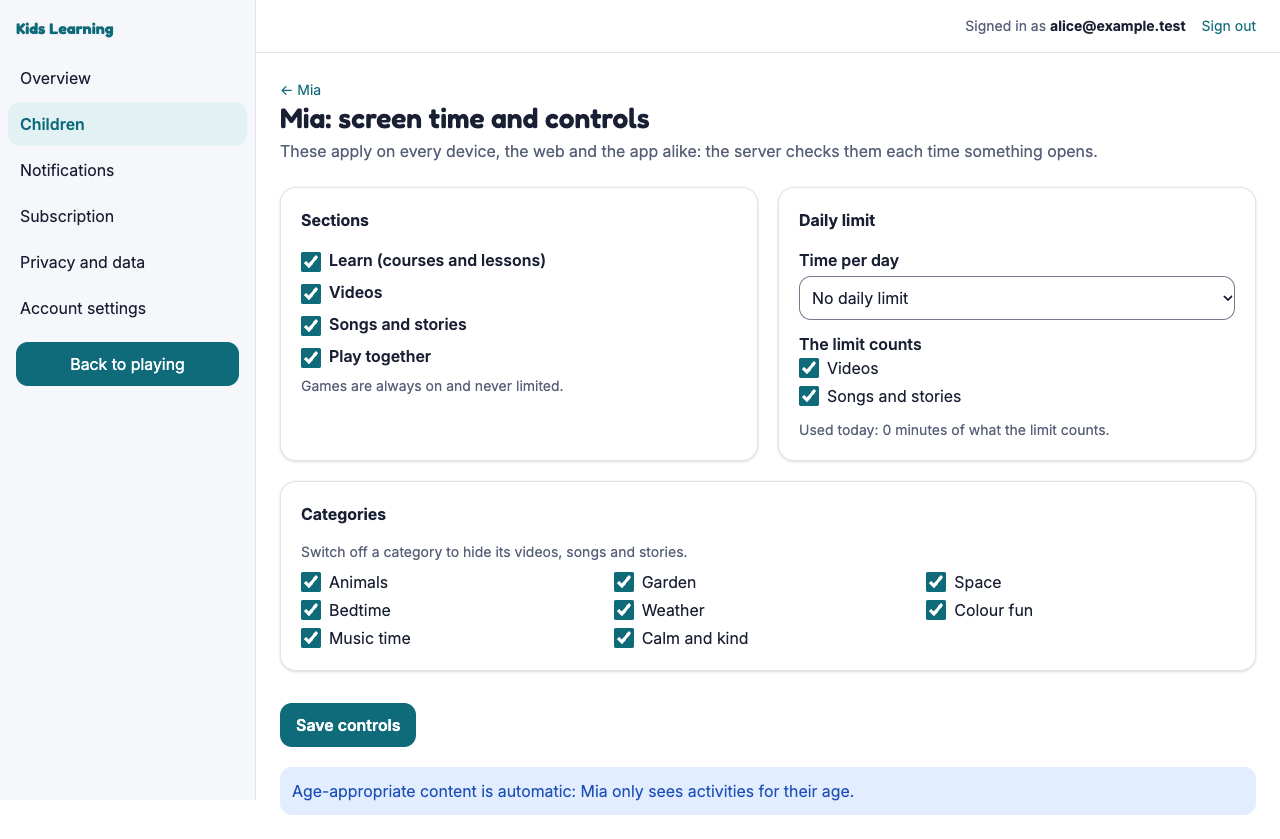 Kids Learning
Signed in as alice@example.test Sign out
Overview
Children
Notifications
Subscription
Privacy and data
Account settings
Back to playing
← Mia
Mia: screen time and controls
These apply on every device, the web and the app alike: the server checks them each time something opens.
Sections
Learn (courses and lessons)
Videos
Songs and stories
Play together
Games are always on and never limited.
Daily limit
Time per day
No daily limit
The limit counts
Videos
Songs and stories
Used today: 0 minutes of what the limit counts.
Categories
Switch off a category to hide its videos, songs and stories.
Animals
Bedtime
Music time
Garden
Weather
Calm and kind
Space
Colour fun
Save controls
Age-appropriate content is automatic: Mia only sees activities for their age.